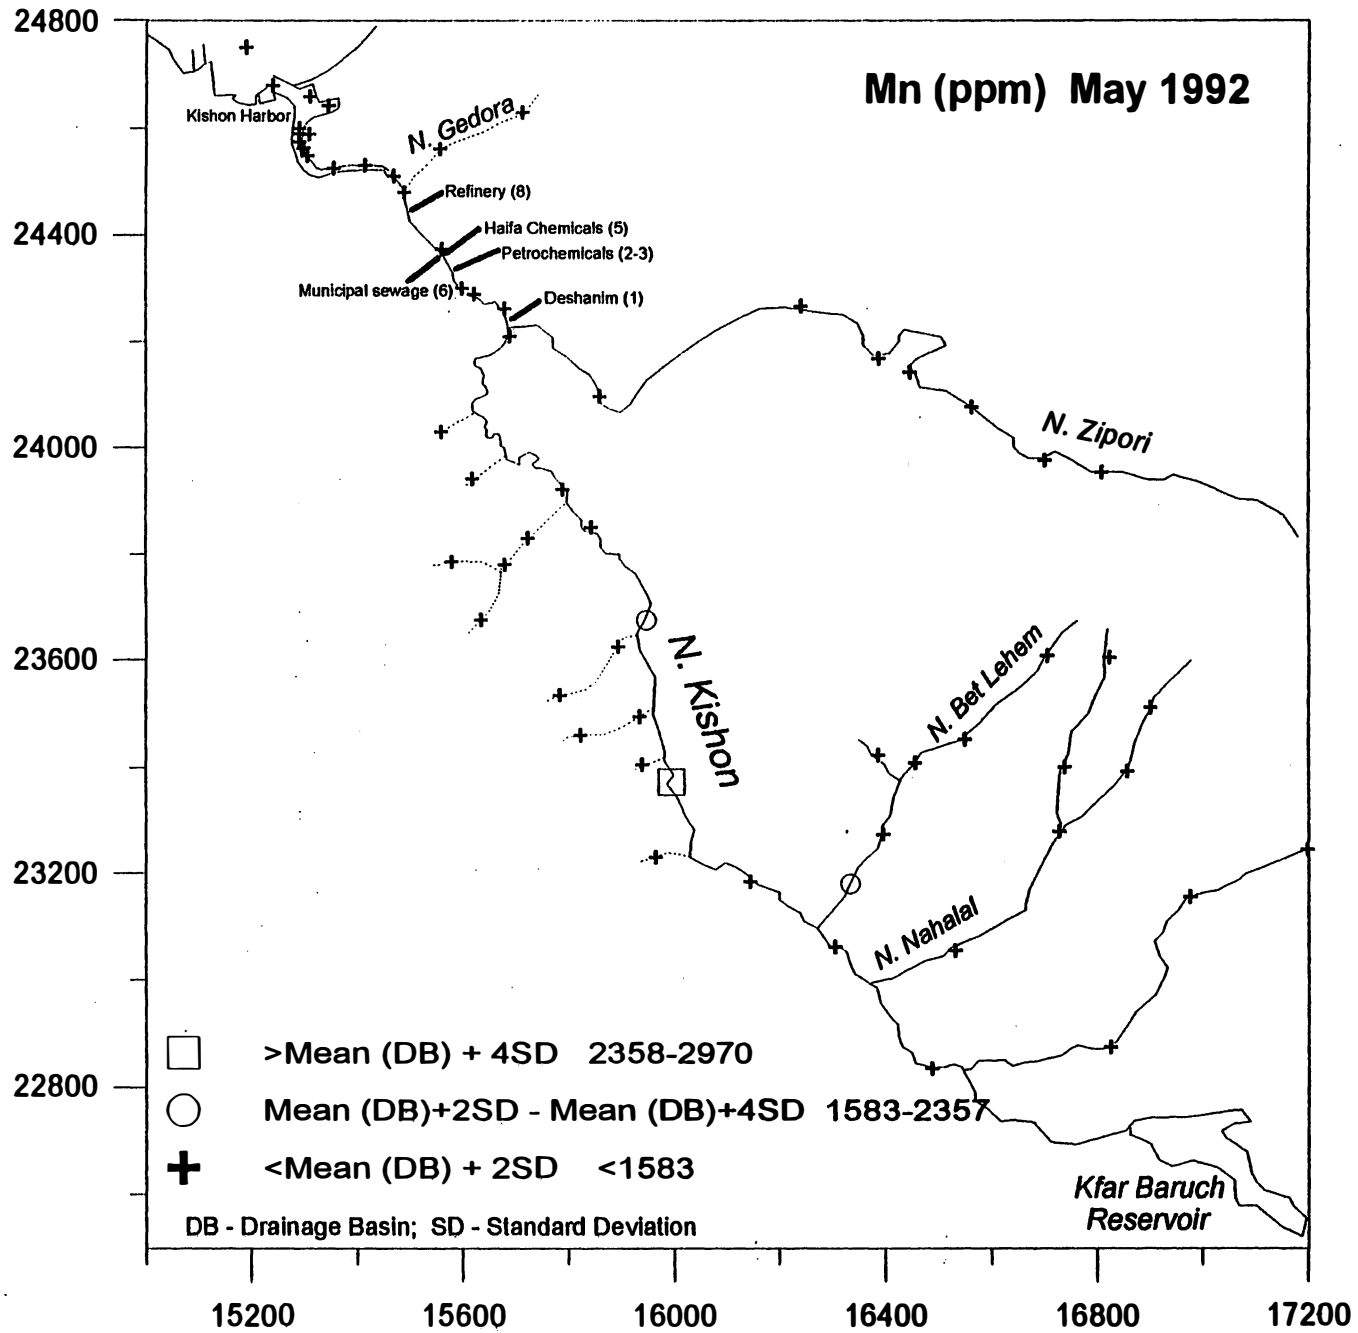 24800
Mn (ppm) May 1992
N. Gedora
Kishon Harbor
Refinery (8)
24400
Haifa Chemicals (5)
Petrochemicals (2-3)
Municipal sewage (6)
Deshanim (1)
24000
N. Zipori
23600
N. Kishon
N. Bet Lehem
23200
N. Nahalal
>Mean (DB) + 4SD 2358-2970
22800
Mean (DB)+2SD - Mean (DB)+4SD 1583-2357
<Mean (DB) + 2SD <1583
Kfar Baruch
Reservoir
DB - Drainage Basin; SD - Standard Deviation
15200 15600 16000 16400 16800 17200